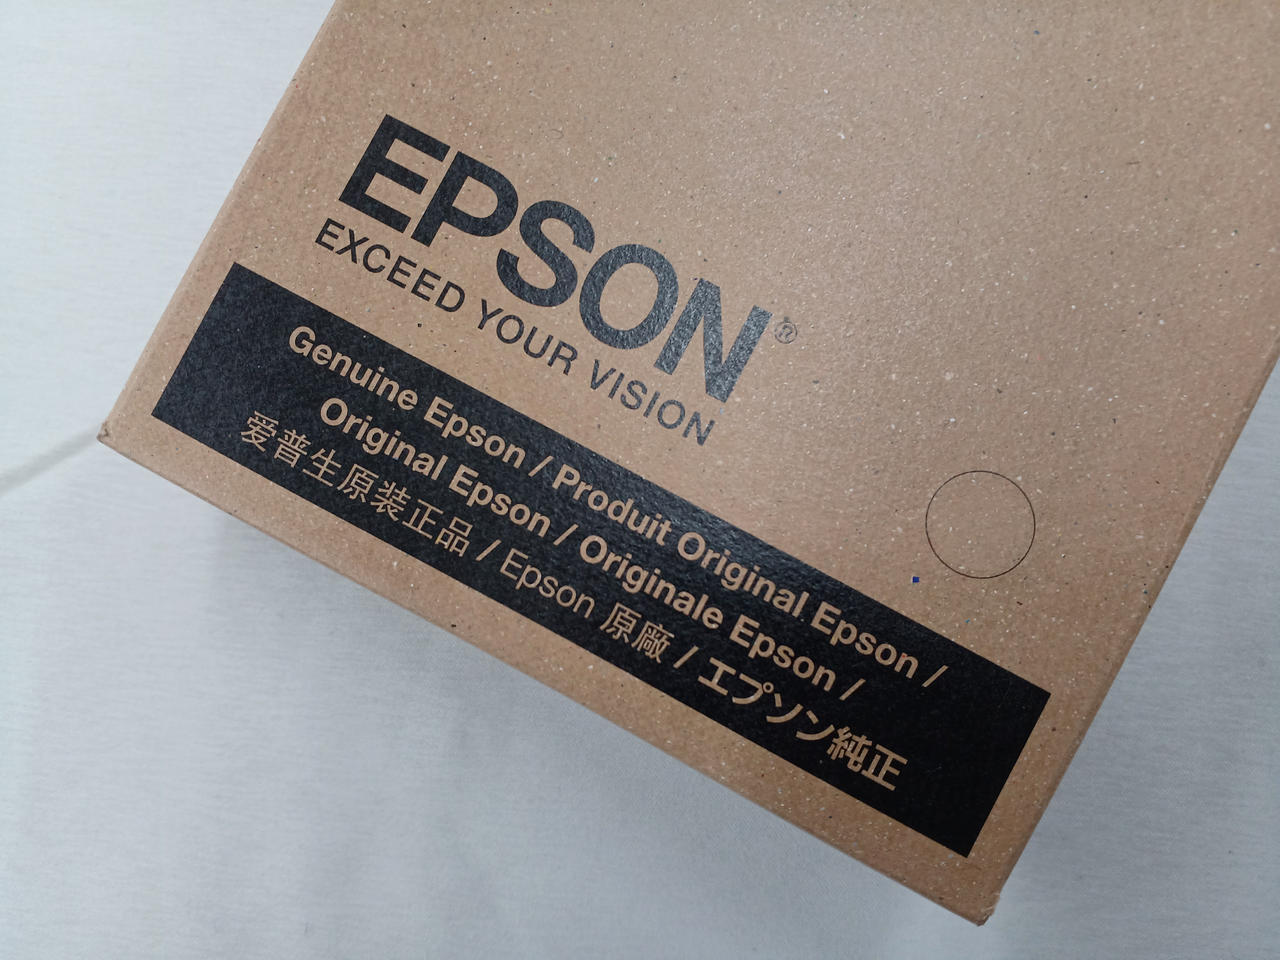 EPSON®
EXCEED YOUR VISION
Genuine Epson / Produit Original Epson /
Original Epson / Originale Epson /
爱普生原装正品 / Epson 原廠 / エプソン純正